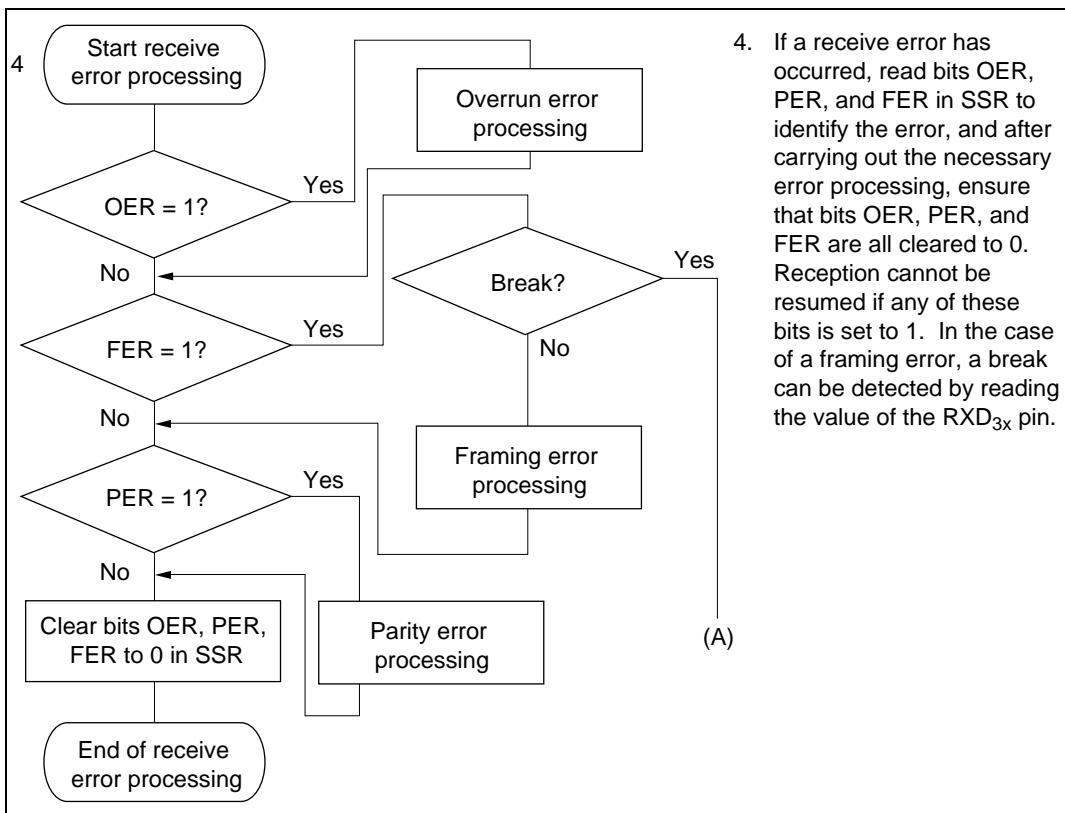 4
Start receive
error processing
OER = 1?
Yes
Overrun error
processing
No
FER = 1?
Yes
Break?
Yes
No
Framing error
processing
No
PER = 1?
Yes
No
Parity error
processing
Clear bits OER, PER,
FER to 0 in SSR
(A)
End of receive
error processing
4. If a receive error has
occurred, read bits OER,
PER, and FER in SSR to
identify the error, and after
carrying out the necessary
error processing, ensure
that bits OER, PER, and
FER are all cleared to 0.
Reception cannot be
resumed if any of these
bits is set to 1. In the case
of a framing error, a break
can be detected by reading
the value of the RXD3x pin.